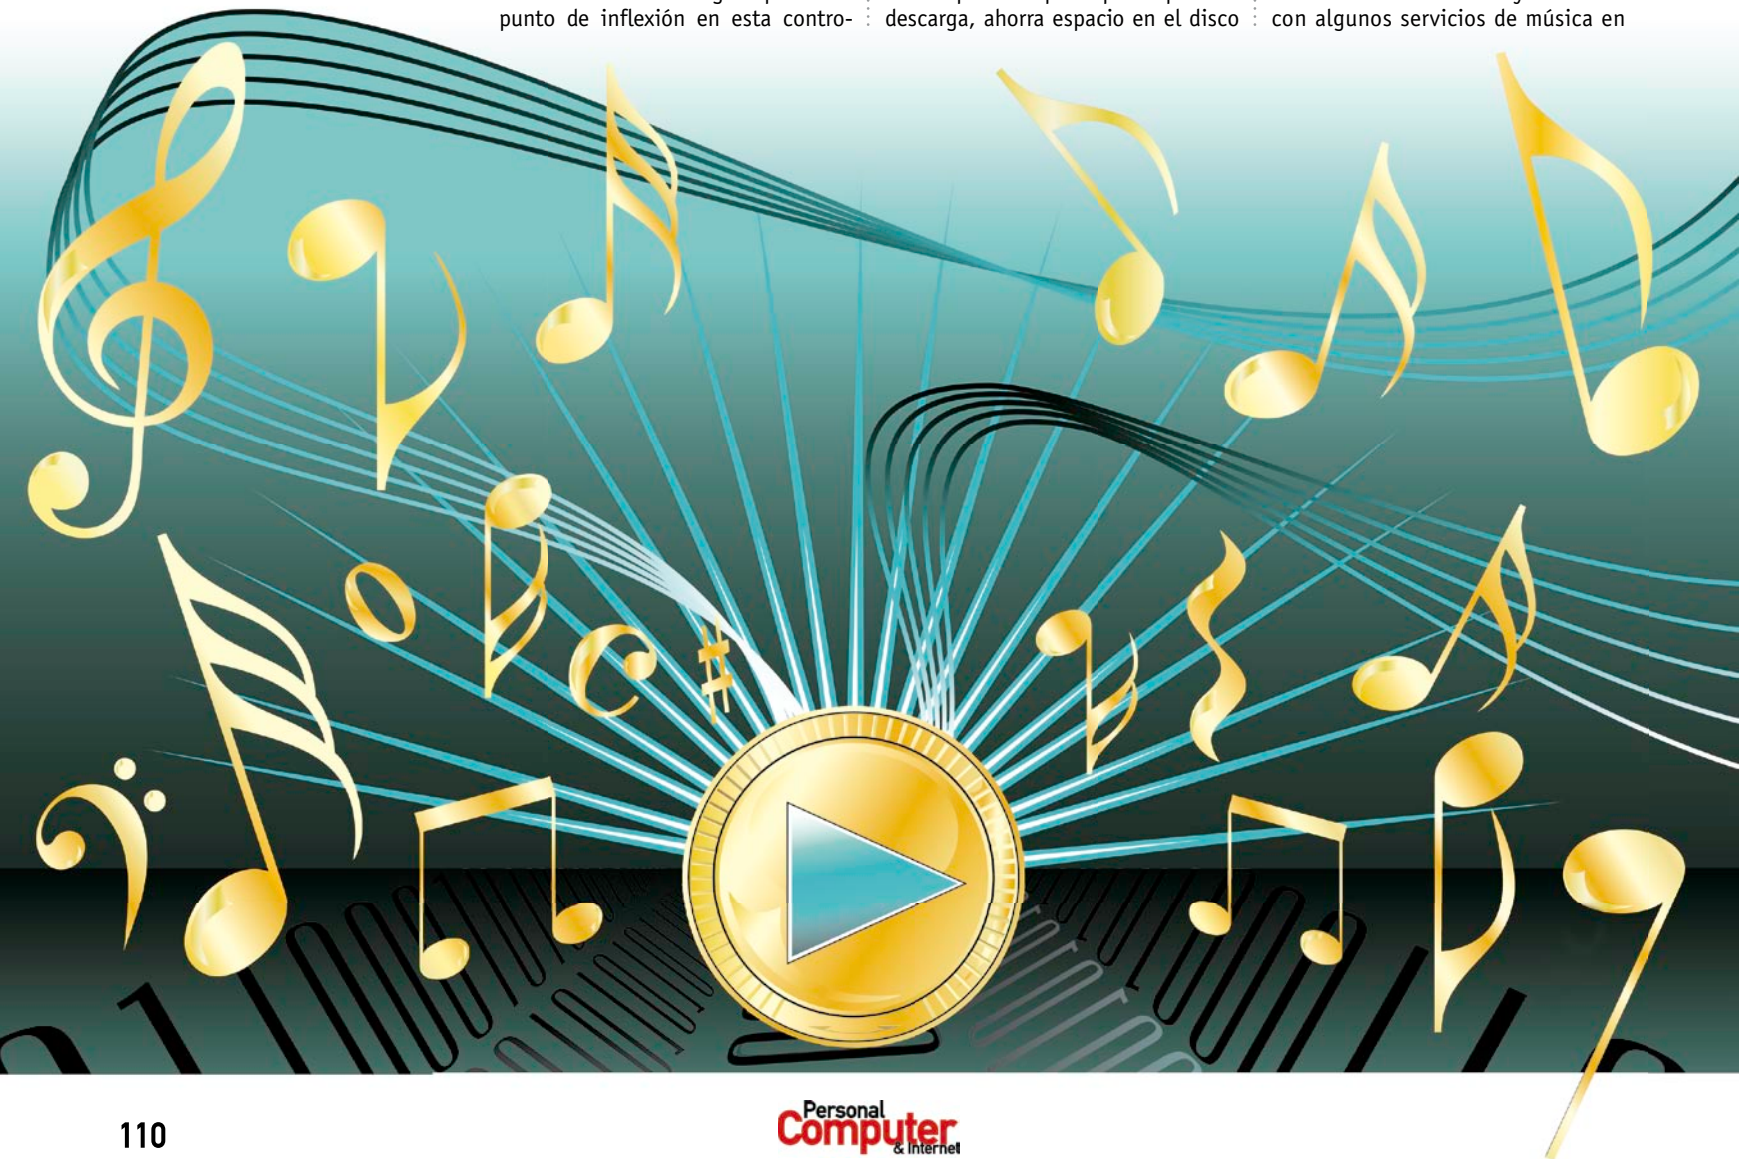 punto de inflexión en esta contro-
descarga, ahorra espacio en el disco
con algunos servicios de música en
110
Personal
Computer
& Internet